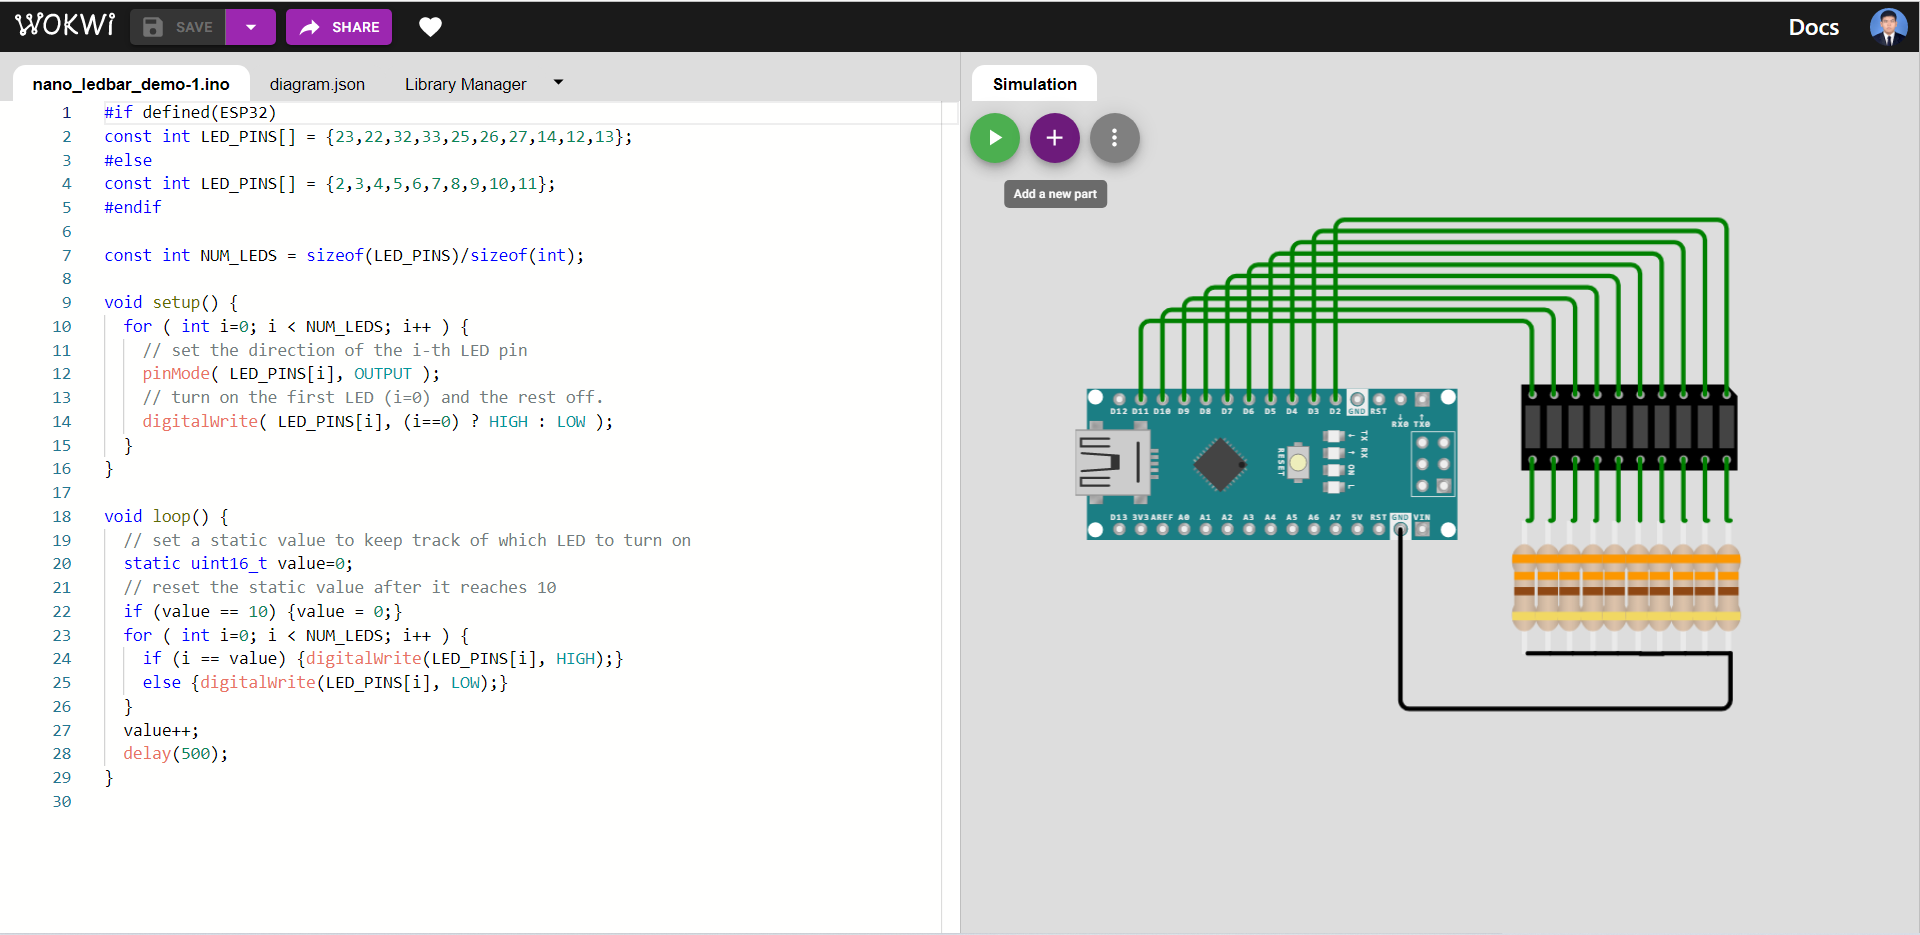 WOKWI
SAVE
SHARE
Docs
nano_ledbar_demo-1.ino
diagram.json
Library Manager
1 #if defined(ESP32)
2 const int LED_PINS[] = {23,22,32,33,25,26,27,14,12,13};
3 #else
4 const int LED_PINS[] = {2,3,4,5,6,7,8,9,10,11};
5 #endif
6
7 const int NUM_LEDS = sizeof(LED_PINS)/sizeof(int);
8
9 void setup() {
10 for ( int i=0; i < NUM_LEDS; i++ ) {
11 // set the direction of the i-th LED pin
12 pinMode( LED_PINS[i], OUTPUT );
13 // turn on the first LED (i=0) and the rest off.
14 digitalWrite( LED_PINS[i], (i==0) ? HIGH : LOW );
15 }
16 }
17
18 void loop() {
19 // set a static value to keep track of which LED to turn on
20 static uint16_t value=0;
21 // reset the static value after it reaches 10
22 if (value == 10) {value = 0;}
23 for ( int i=0; i < NUM_LEDS; i++ ) {
24 if (i == value) {digitalWrite(LED_PINS[i], HIGH);}
25 else {digitalWrite(LED_PINS[i], LOW);}
26 }
27 value++;
28 delay(500);
29 }
30
Simulation
Add a new part
D12 D11 D10 D9 D8 D7 D6 D5 D4 D3 D2 GND RST
↓ ↑
RX0 TX0
RESET
← TX
↑ RX
ON
L
D13 3V3 AREF A0 A1 A2 A3 A4 A5 A6 A7 5V RST GND VIN